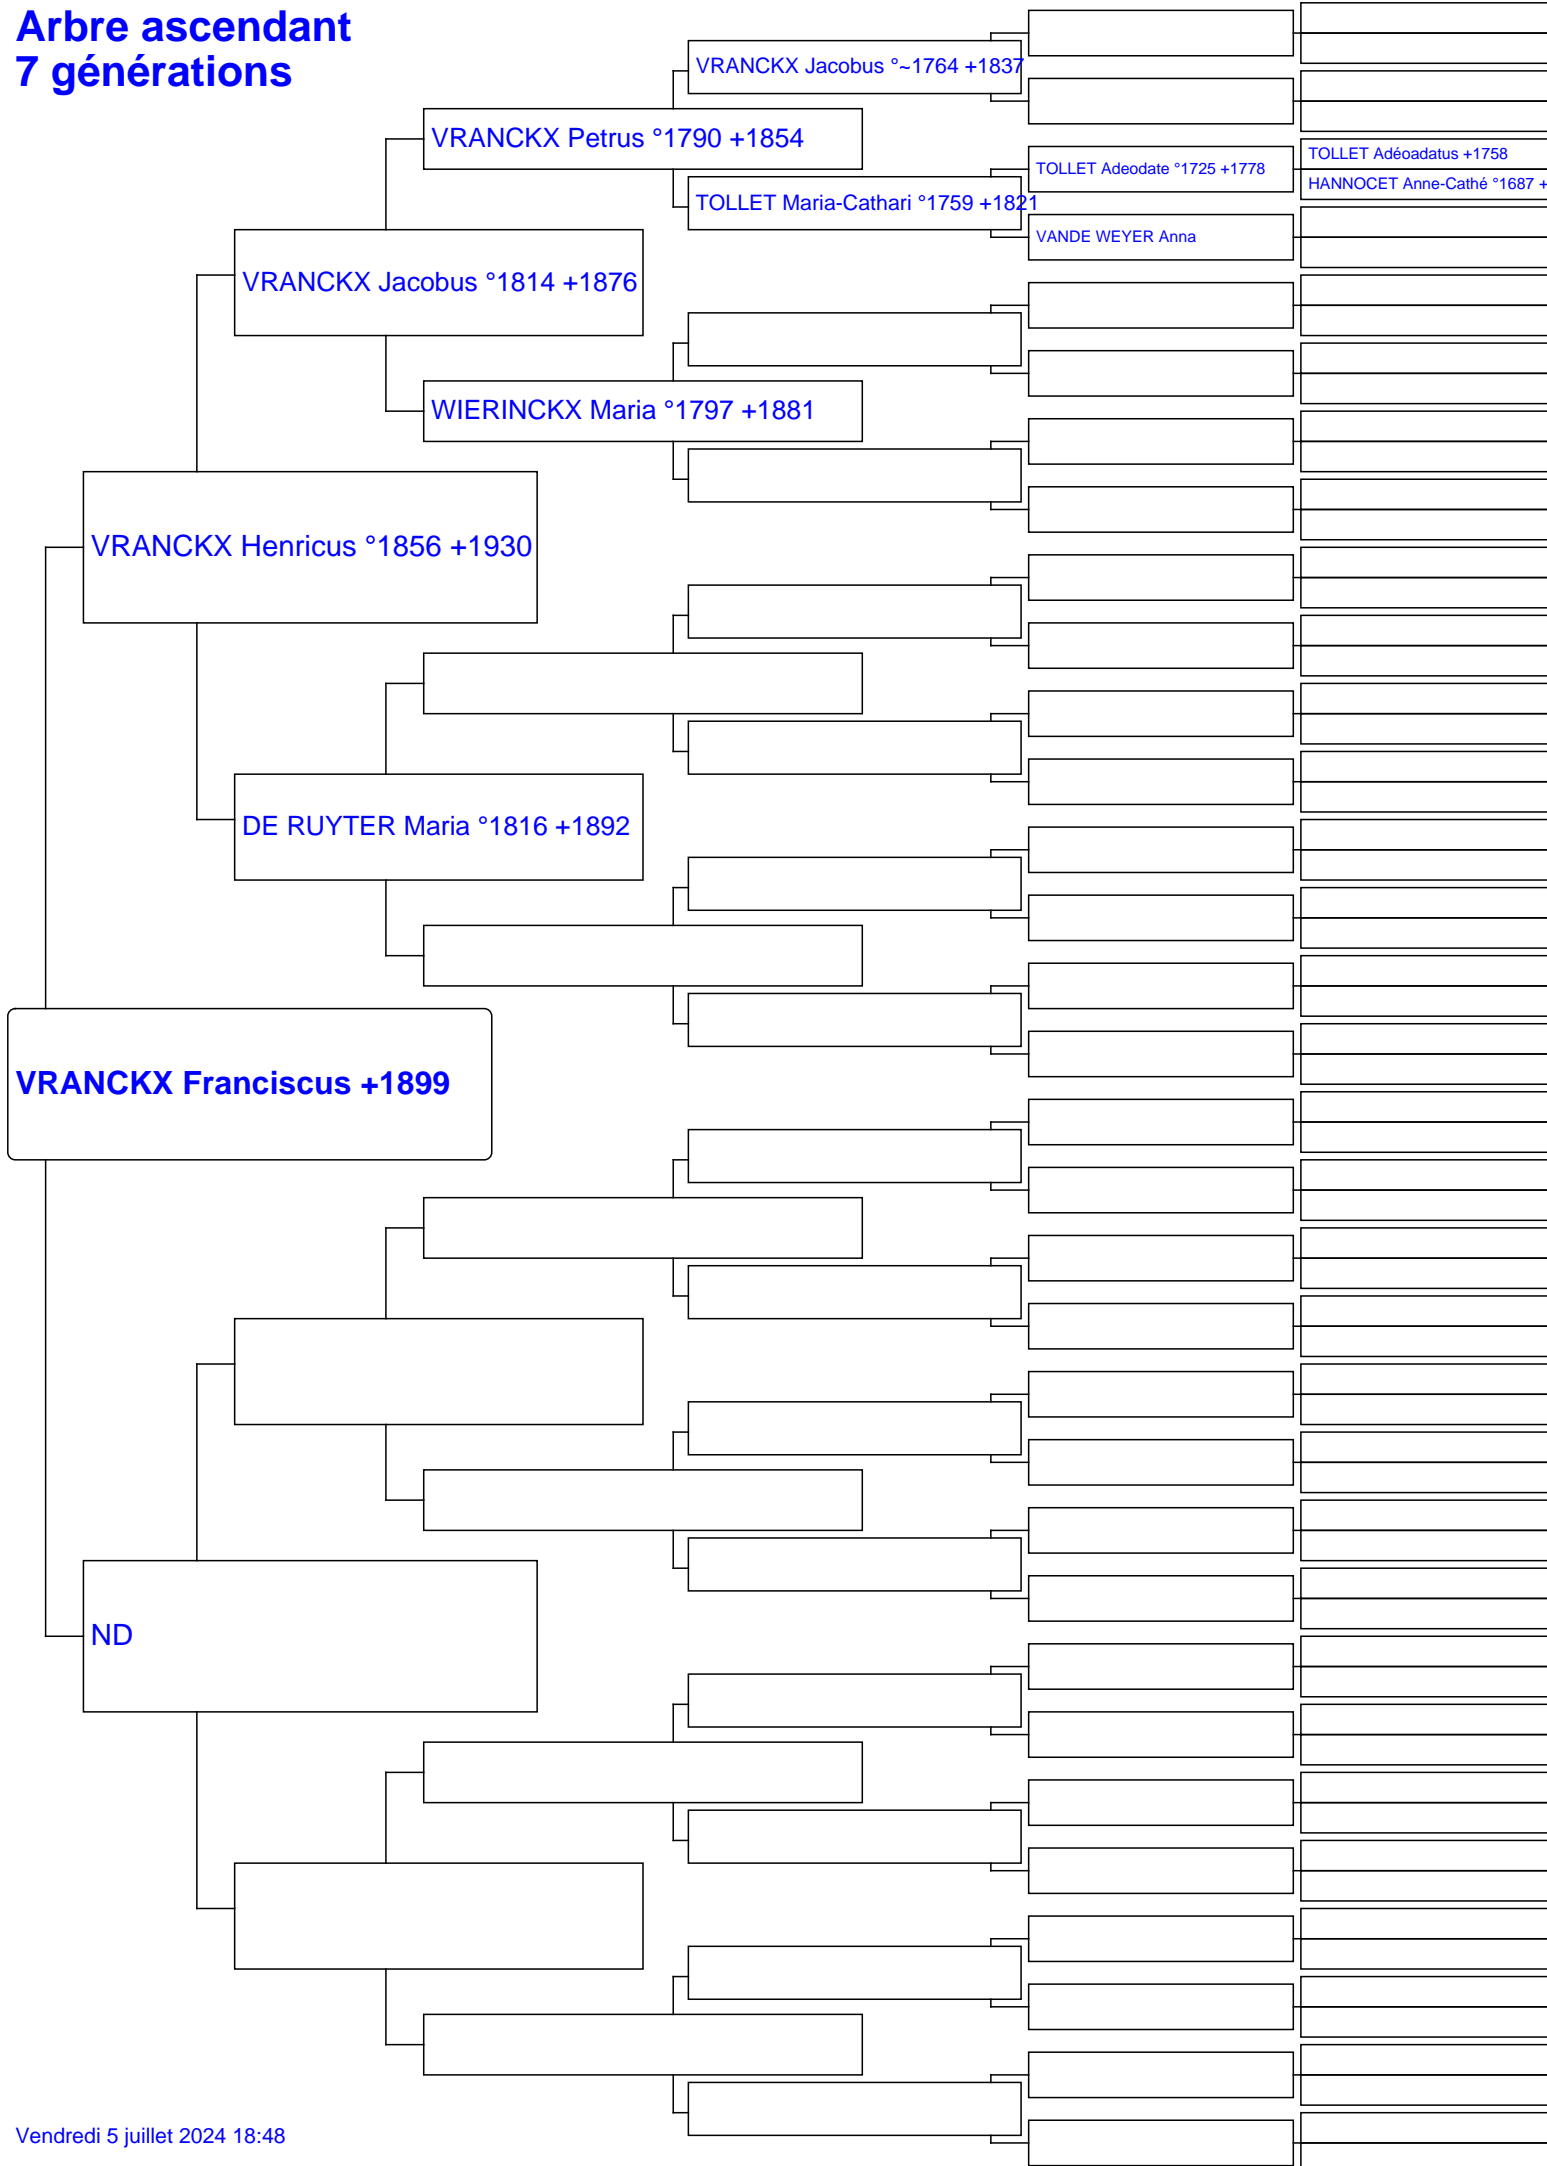 Arbre ascendant
7 générations
VRANCKX Jacobus °~1764 +1837
VRANCKX Petrus °1790 +1854
TOLLET Adeodate °1725 +1778
TOLLET Adéoadatus +1758
HANNOCET Anne-Cathé °1687 +
TOLLET Maria-Cathari °1759 +1821
VANDE WEYER Anna
VRANCKX Jacobus °1814 +1876
WIERINCKX Maria °1797 +1881
VRANCKX Henricus °1856 +1930
DE RUYTER Maria °1816 +1892
VRANCKX Franciscus +1899
ND
Vendredi 5 juillet 2024 18:48